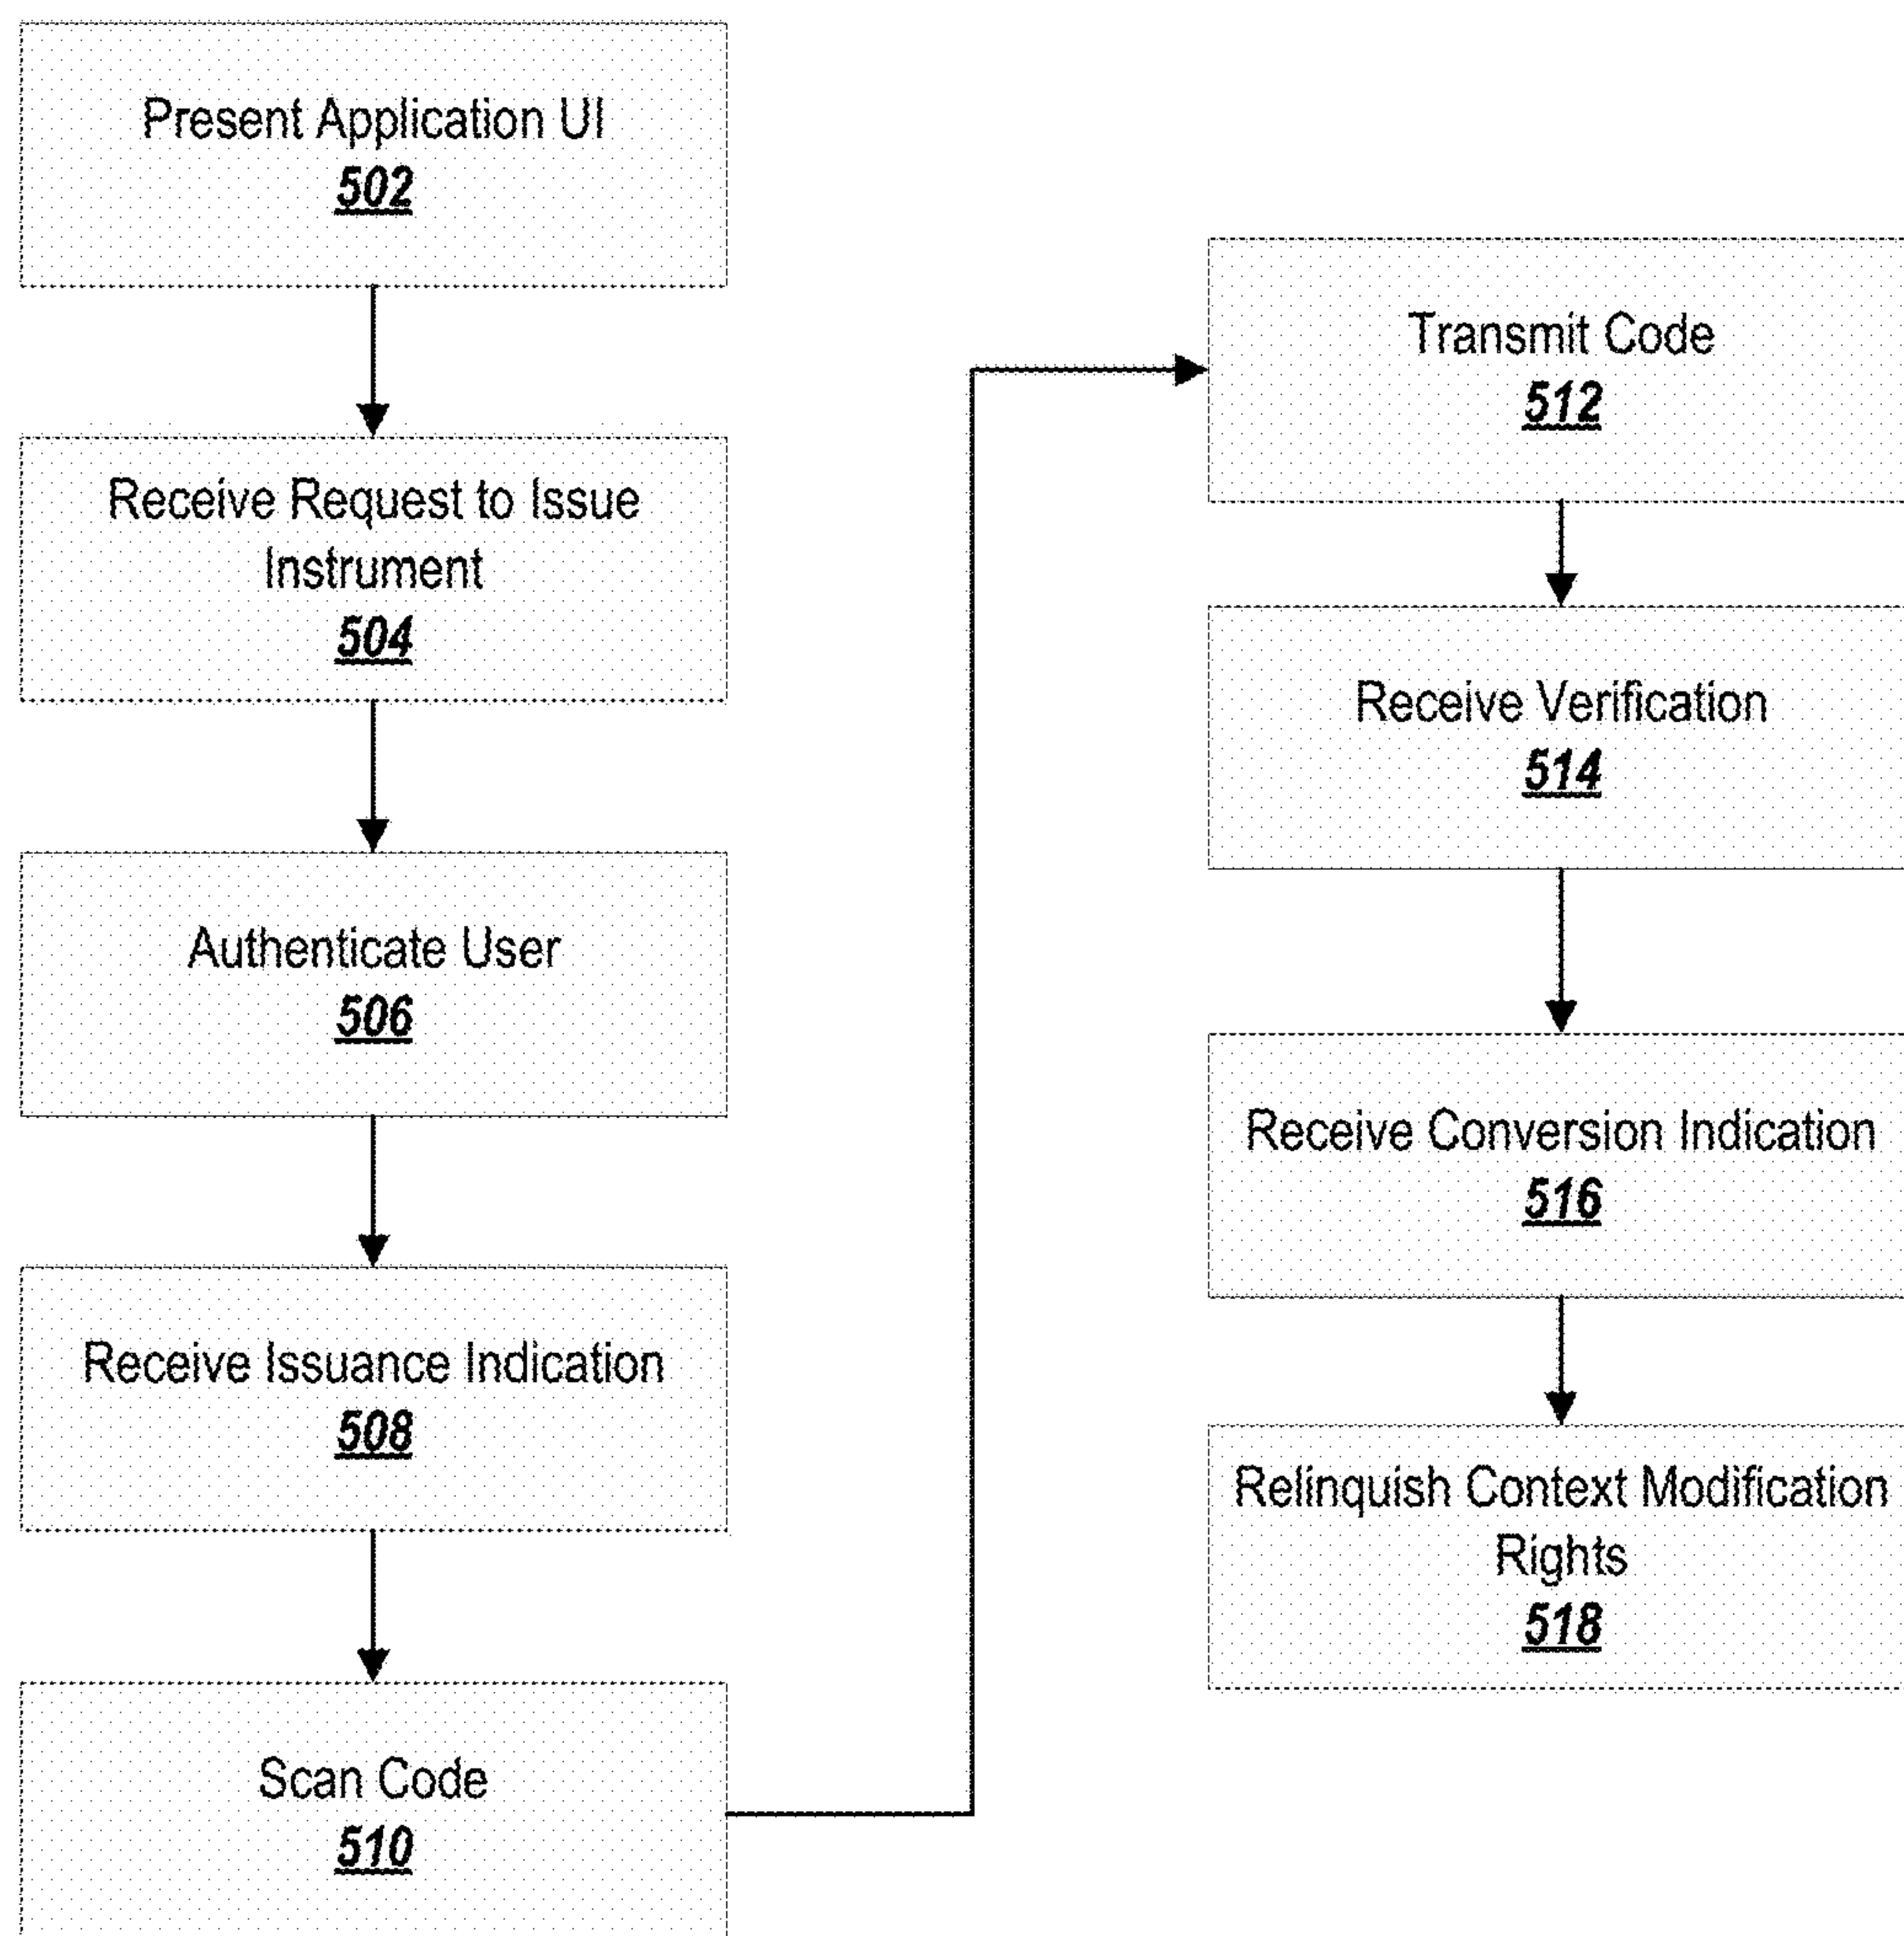 Present Application UI
502
Receive Request to Issue
Instrument
504
Authenticate User
506
Receive Issuance Indication
508
Scan Code
510
Transmit Code
512
Receive Verification
514
Receive Conversion Indication
516
Relinquish Context Modification
Rights
518